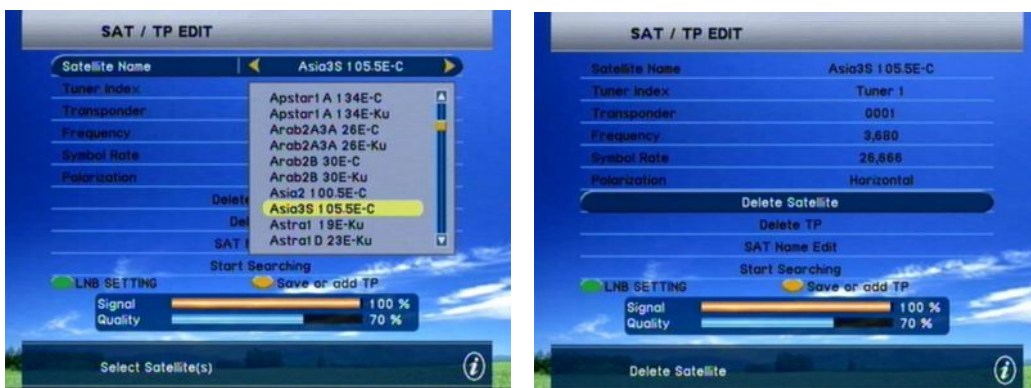 SAT / TP EDIT
Satellite Name Asia3S 105.5E-C
Tuner Index
Transponder
Frequency
Symbol Rate
Polarization
Apstar1 A 134E-C
Apstar1 A 134E-Ku
Arab2A3A 26E-C
Arab2A3A 26E-Ku
Arab2B 30E-C
Arab2B 30E-Ku
Asia2 100.5E-C
Asia3S 105.5E-C
Astra1 19E-Ku
Astra1D 23E-Ku
Delete
Del
SAT N
Start Searching
LNB SETTING Save or add TP
Signal 100 %
Quality 70 %
Select Satellite(s)
SAT / TP EDIT
Satellite Name Asia3S 105.5E-C
Tuner Index Tuner 1
Transponder 0001
Frequency 3,680
Symbol Rate 26,666
Polarization Horizontal
Delete Satellite
Delete TP
SAT Name Edit
Start Searching
LNB SETTING Save or add TP
Signal 100 %
Quality 70 %
Delete Satellite